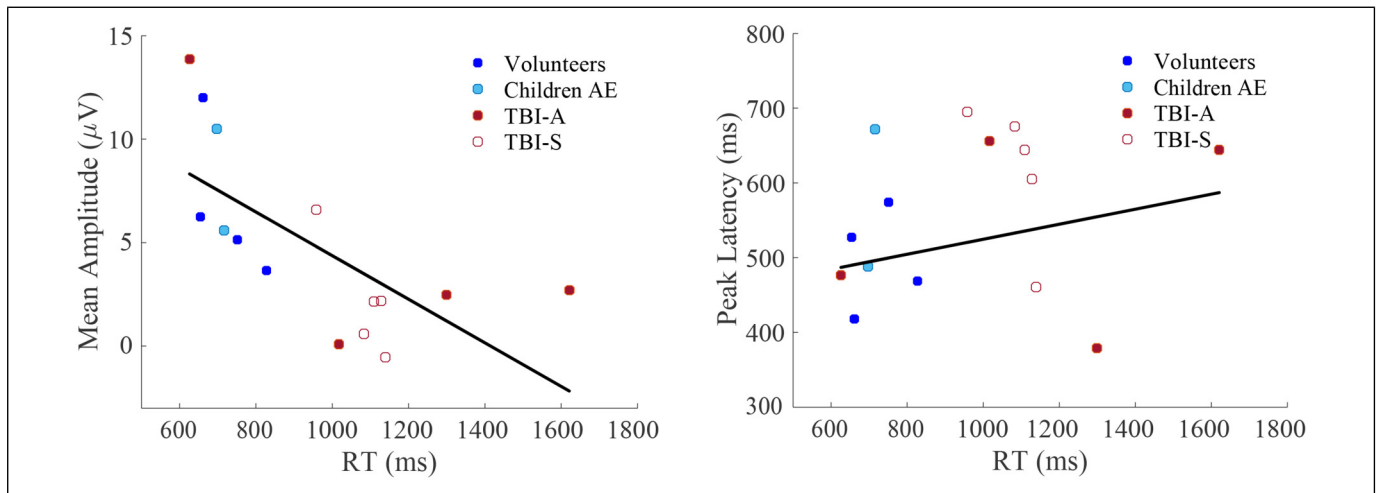 Mean Amplitude (μV)
15
10
5
0
Volunteers
Children AE
TBI-A
TBI-S
600 800 1000 1200 1400 1600 1800
RT (ms)
Peak Latency (ms)
800
700
600
500
400
300
Volunteers
Children AE
TBI-A
TBI-S
600 800 1000 1200 1400 1600 1800
RT (ms)